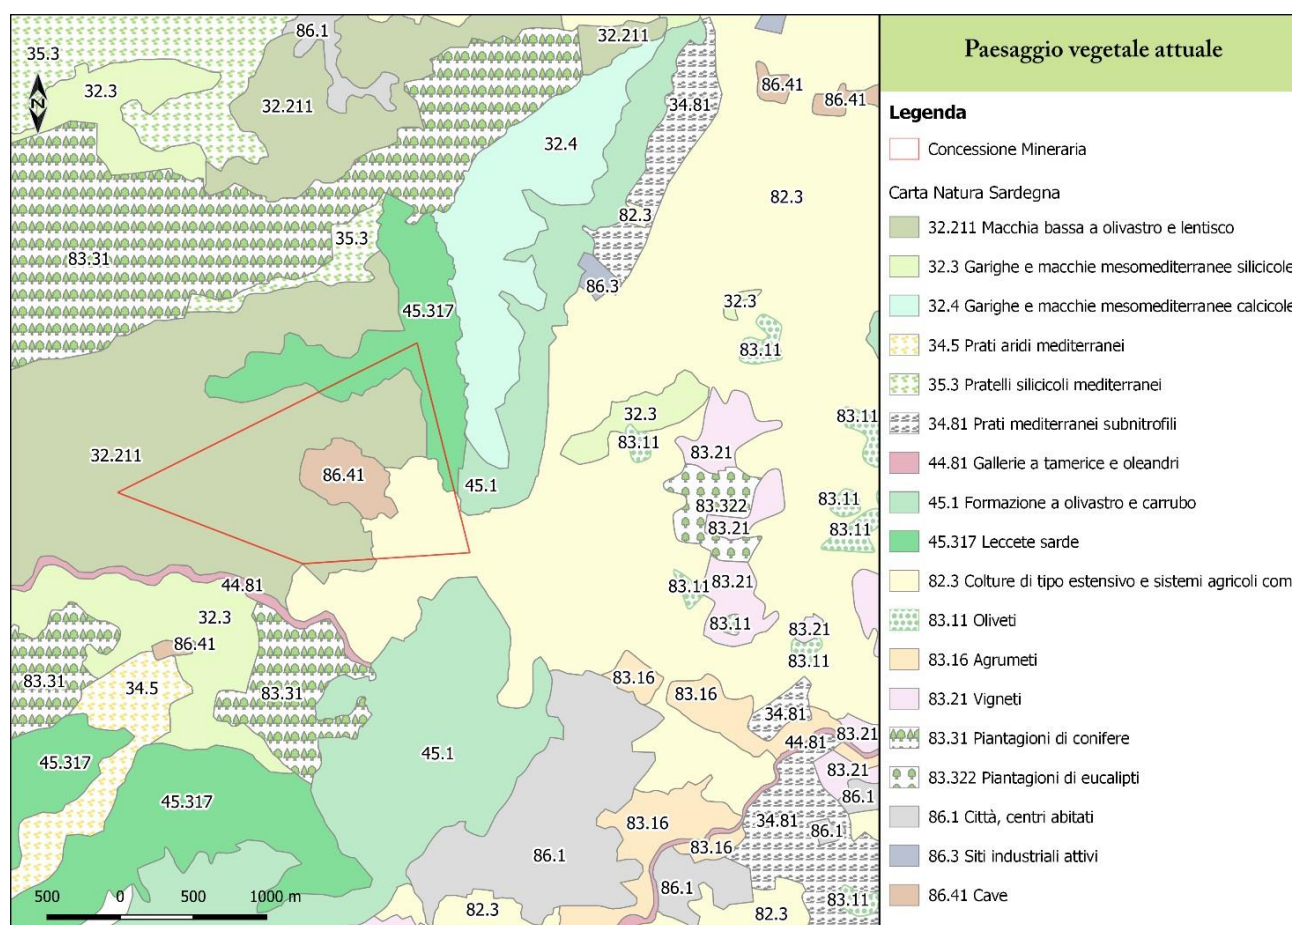 Paesaggio vegetale attuale
Legenda
Concessione Mineraria
Carta Natura Sardegna
32.211 Macchia bassa a olivastro e lentisco
32.3 Garighe e macchie mesomediterranee silicicole
32.4 Garighe e macchie mesomediterranee calcicole
34.5 Prati aridi mediterranei
35.3 Pratelli silicicoli mediterranei
34.81 Prati mediterranei subnitrofili
44.81 Gallerie a tamerice e oleandri
45.1 Formazione a olivastro e carrubo
45.317 Leccete sarde
82.3 Colture di tipo estensivo e sistemi agricoli com
83.11 Oliveti
83.16 Agrumeti
83.21 Vigneti
83.31 Piantagioni di conifere
83.322 Piantagioni di eucalipti
86.1 Città, centri abitati
86.3 Siti industriali attivi
86.41 Cave
86.1
32.211
35.3
32.3
N
32.211
86.41
86.41
34.81
32.4
82.3
82.3
35.3
83.31
86.3
45.317
32.3
83.11
32.3
83.11
83.11
83.21
32.211
86.41
45.1
83.322
83.11
83.21
83.11
44.81
83.11
83.21
32.3
83.11
83.21
86.41
83.11
83.31
34.5
83.31
83.16
83.16
34.81
44.81
83.21
45.1
45.317
83.21
45.317
86.1
83.16
34.81
86.1
83.16
86.1
86.1
83.11
82.3
82.3
500 0 500 1000 m